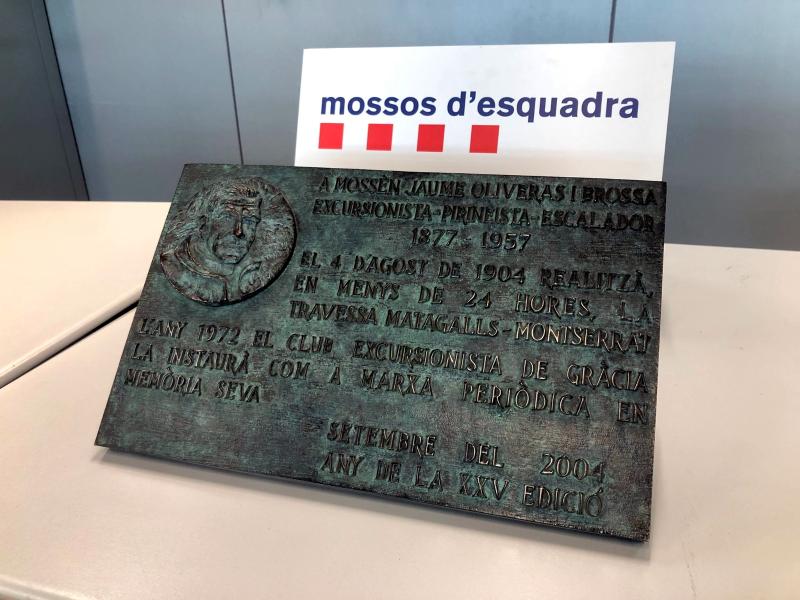 mossos d'esquadra
A MOSSÈN JAUME OLIVERAS I BROSSA
EXCURSIONISTA-PIRINEISTA-ESCALADOR
1877 - 1957
EL 4 D'AGOST DE 1904 REALITZÀ,
EN MENYS DE 24 HORES, LA
TRAVESSA MATAGALLS-MONTSERRAT
L'ANY 1972 EL CLUB EXCURSIONISTA DE GRÀCIA
LA INSTAURÀ COM A MARXA PERIÒDICA EN
MEMÒRIA SEVA
SETEMBRE DEL 2004
ANY DE LA XXV EDICIÓ